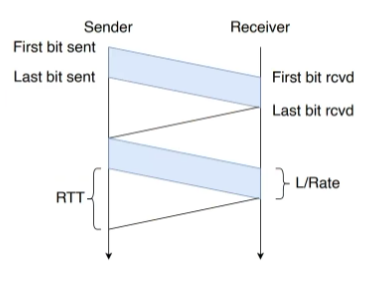 Sender
Receiver
First bit sent
Last bit sent
First bit rcvd
Last bit rcvd
RTT
L/Rate